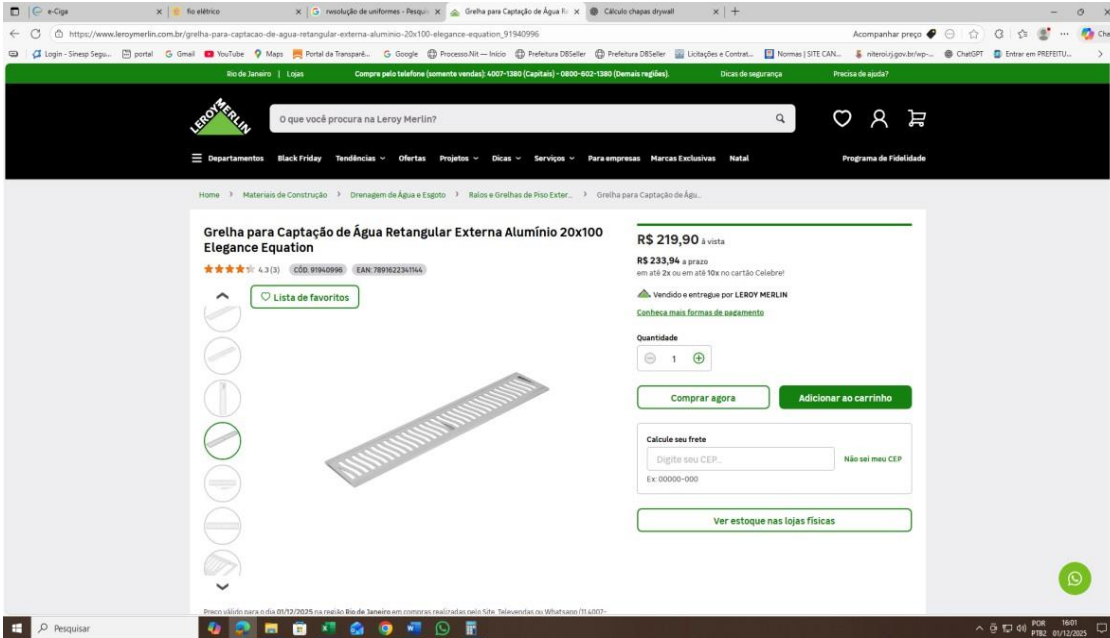 e-Ciga
fio elétrico
Grelha para Captação de Água R
Cálculo chapas drywall
https://www.leroymerlin.com.br/grelha-para-captacao-de-agua-retangular-externa-aluminio-20x100-elegance-equation_91940996
Acompanhar preço
Login - Sinesp Segu...
portal
Gmail
YouTube
Maps
Portal da Transparê...
Google
Processo.Nit — Início
Prefeitura DBSeller
Prefeitura DBSeller
Licitações e Contrat...
Normas | SITE CAN...
niteroi.rj.gov.br/wp-...
ChatGPT
Entrar em PREFEITU...
Rio de Janeiro | Lojas
Compre pelo telefone (somente vendas): 4007-1380 (Capitais) - 0800-602-1380 (Demais regiões).
Dicas de segurança
Precisa de ajuda?
LEROY MERLIN
O que você procura na Leroy Merlin?
Departamentos
Black Friday
Tendências
Ofertas
Projetos
Dicas
Serviços
Para empresas
Marcas Exclusivas
Natal
Programa de Fidelidade
Home > Materiais de Construção > Drenagem de Água e Esgoto > Ralos e Grelhas de Piso Exter... > Grelha para Captação de Águ...
Grelha para Captação de Água Retangular Externa Alumínio 20x100
Elegance Equation
4.3 (3) CÓD. 91940996 EAN: 7891622341144
Lista de favoritos
R$ 219,90 à vista
R$ 233,94 a prazo
em até 2x ou em até 10x no cartão Celebre!
Vendido e entregue por LEROY MERLIN
Conheça mais formas de pagamento
Quantidade
1
Comprar agora
Adicionar ao carrinho
Calcule seu frete
Digite seu CEP...
Não sei meu CEP
Ex: 00000-000
Ver estoque nas lojas físicas
Preço válido para o dia 01/12/2025 na região Rio de Janeiro em compras realizadas pelo Site, Televendas ou Whatsapp (11 4007-
Pesquisar
POR
PTB2
16:01
01/12/2025